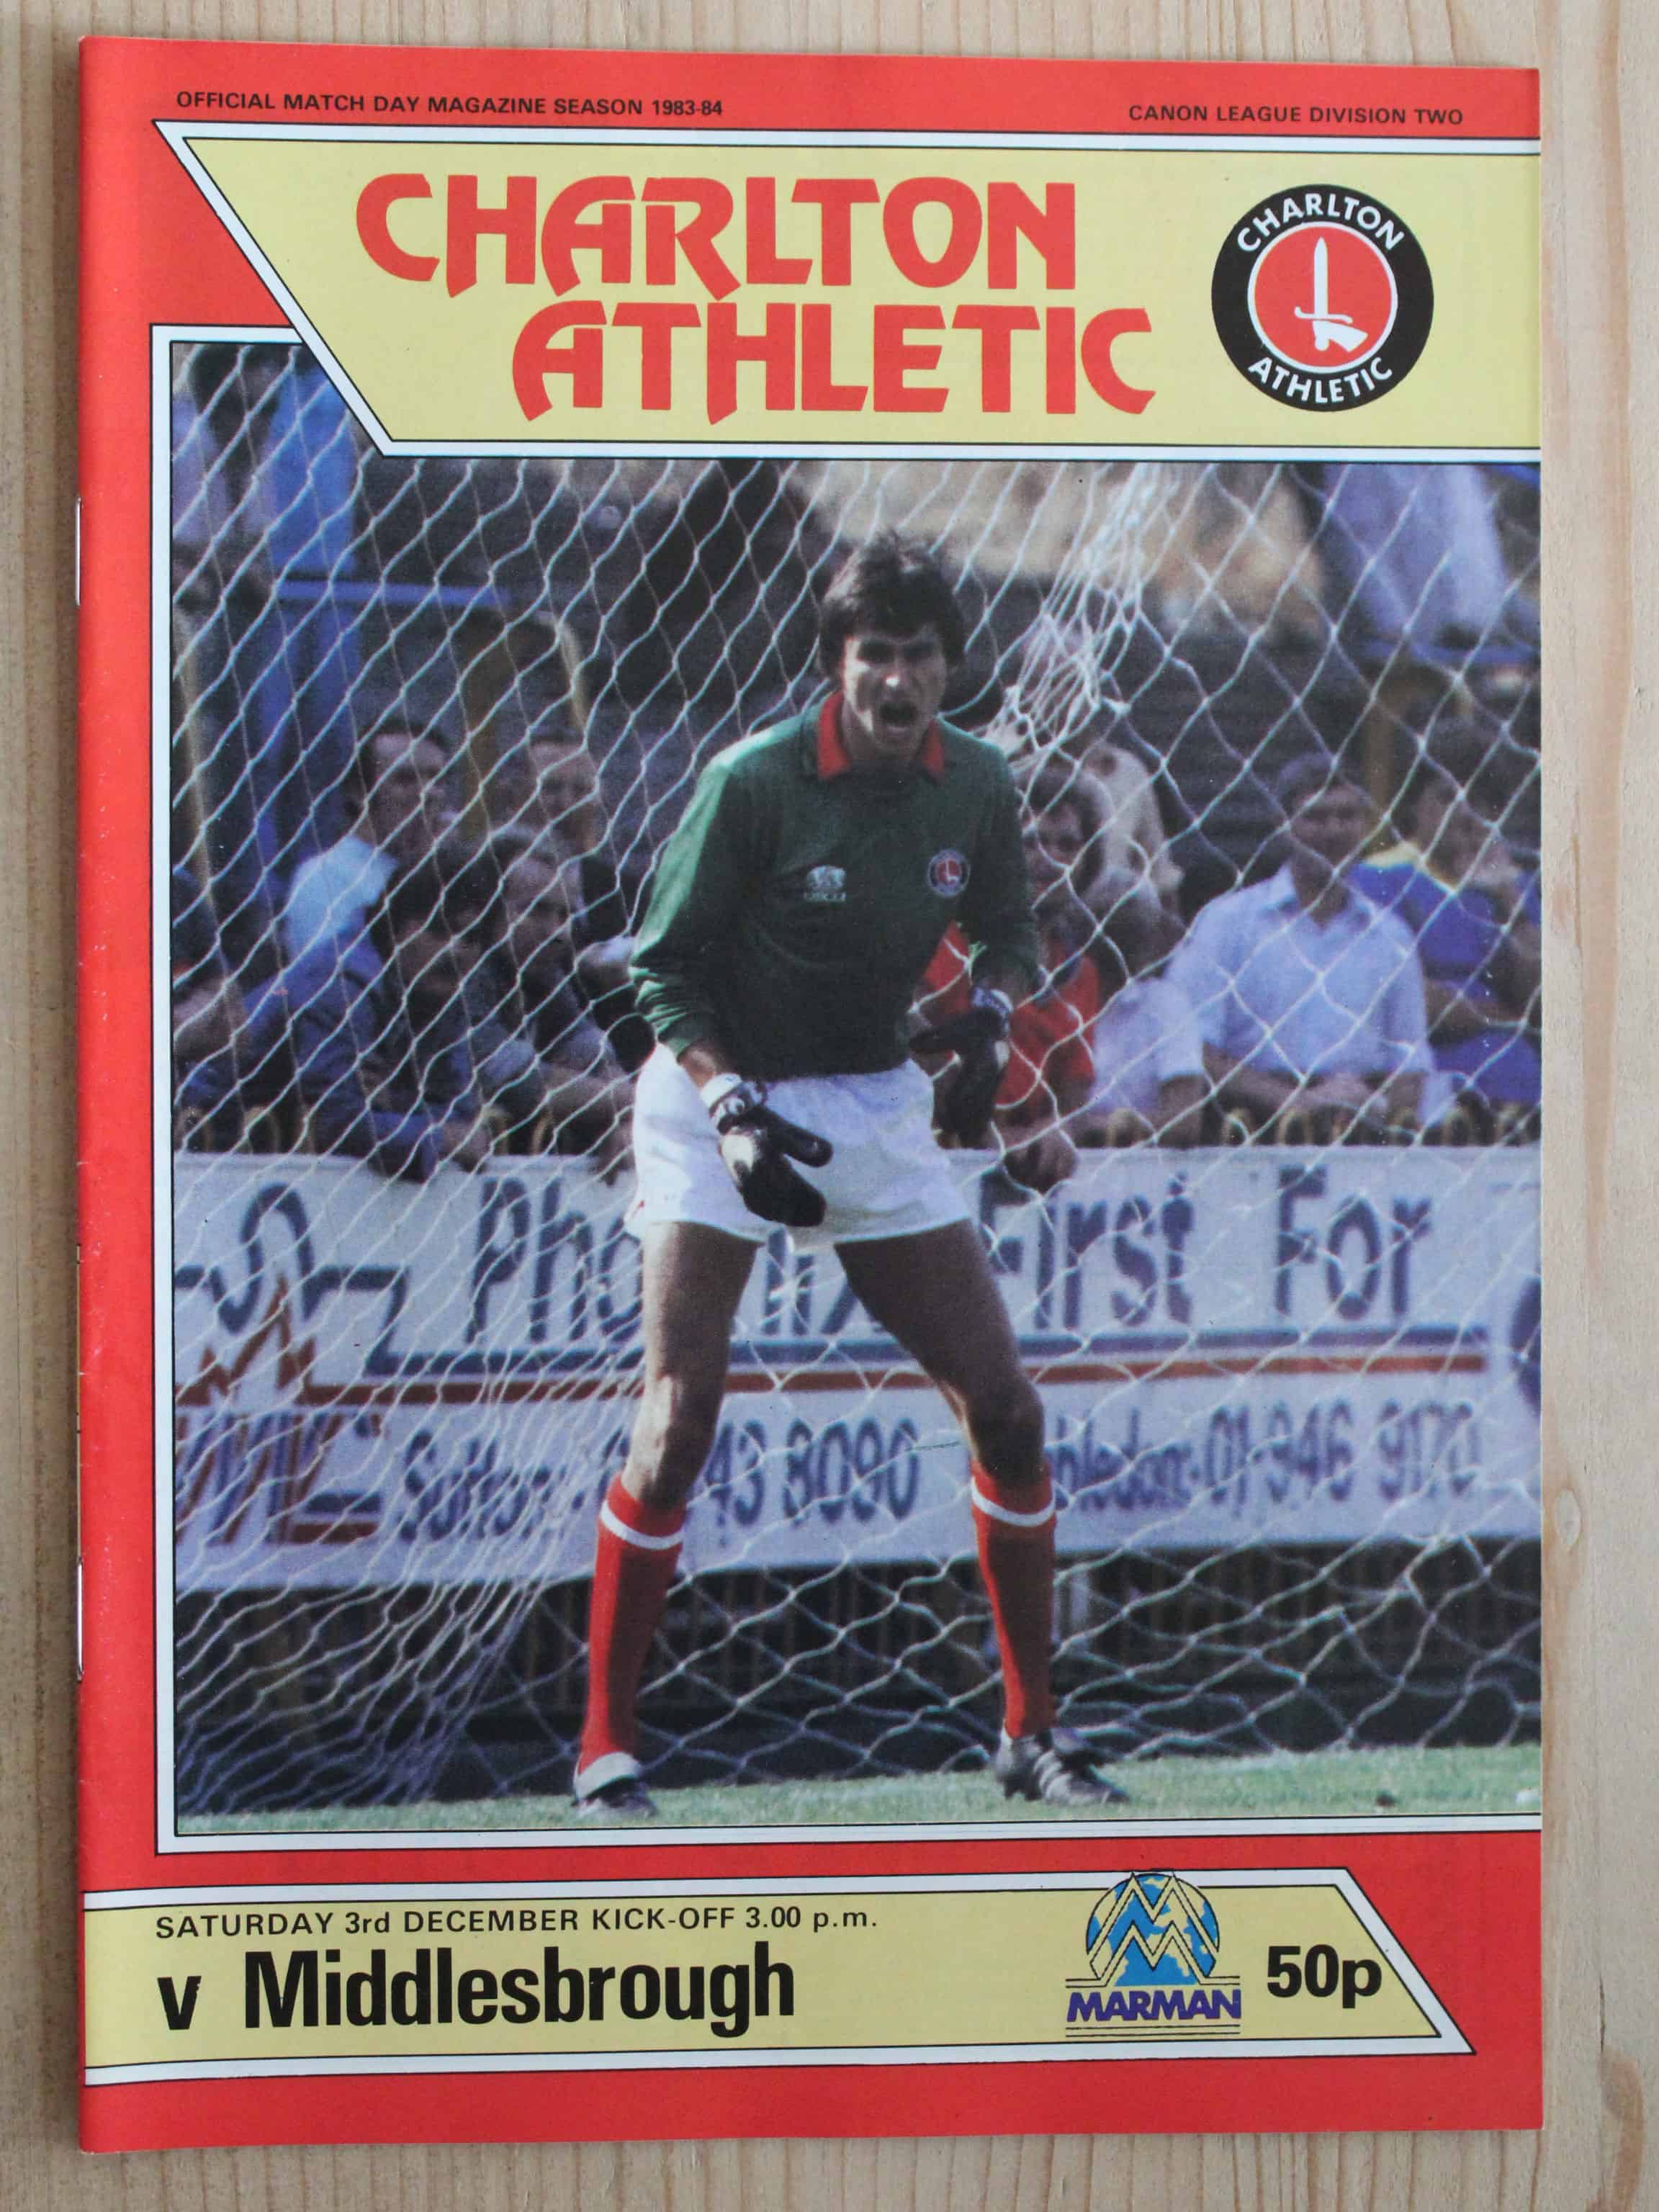 OFFICIAL MATCH DAY MAGAZINE SEASON 1983-84
CANON LEAGUE DIVISION TWO
CHARLTON
ATHLETIC
CHARLTON
ATHLETIC
First For
43 8090
01-946 9170
SATURDAY 3rd DECEMBER KICK-OFF 3.00 p.m.
v Middlesbrough
MARMAN
50p